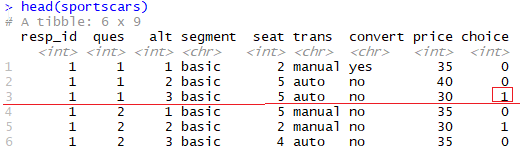 > head(sportscars)
# A tibble: 6 x 9
resp_id ques alt segment seat trans convert price choice
<int> <int> <int> <chr> <int> <chr> <chr> <int> <int>
1 1 1 1 basic 2 manual yes 35 0
2 1 1 2 basic 5 auto no 40 0
3 1 1 3 basic 5 auto no 30 1
4 1 2 1 basic 5 manual no 35 0
5 1 2 2 basic 2 manual no 30 1
6 1 2 3 basic 4 auto no 35 0